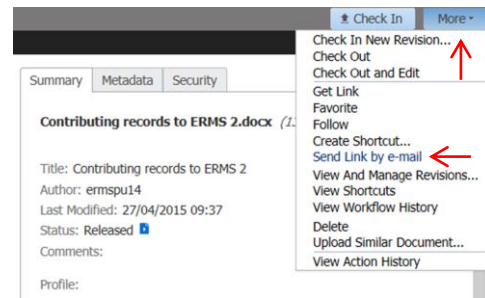 Check In More
Check In New Revision...
Check Out
Check Out and Edit
Get Link
Favorite
Follow
Create Shortcut...
Send Link by e-mail
View And Manage Revisions...
View Shortcuts
View Workflow History
Delete
Upload Similar Document...
View Action History
Summary Metadata Security
Contributing records to ERMS 2.docx
Title: Contributing records to ERMS 2
Author: ermspu14
Last Modified: 27/04/2015 09:37
Status: Released
Comments:
Profile: